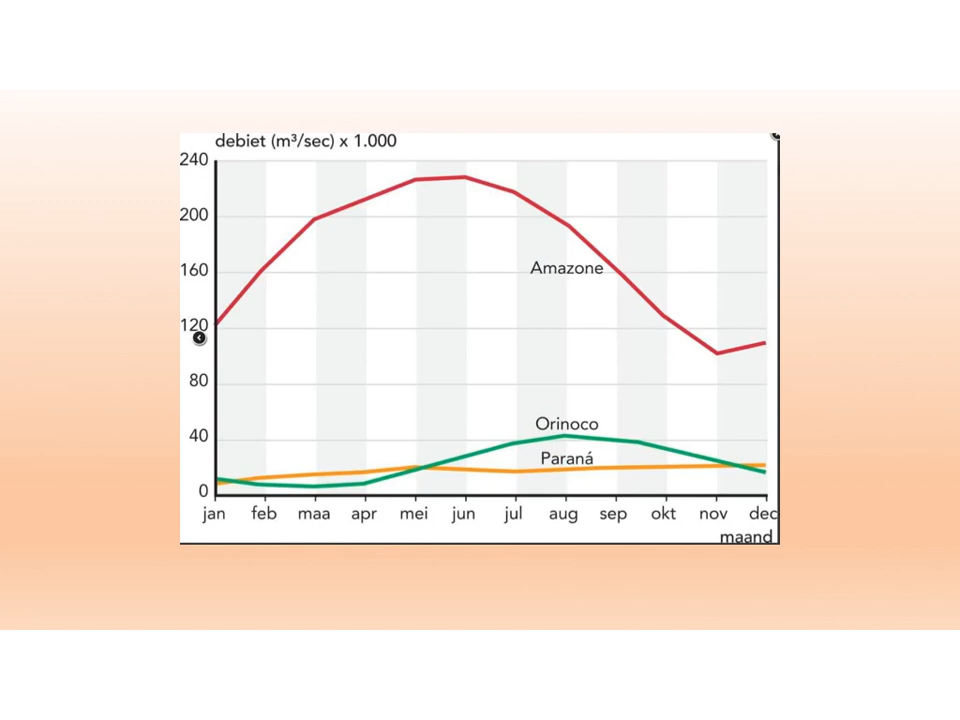 debiet (m³/sec) x 1.000
240
200
160
Amazone
120
80
Orinoco
40
Paraná
0
jan feb maa apr mei jun jul aug sep okt nov dec
maand